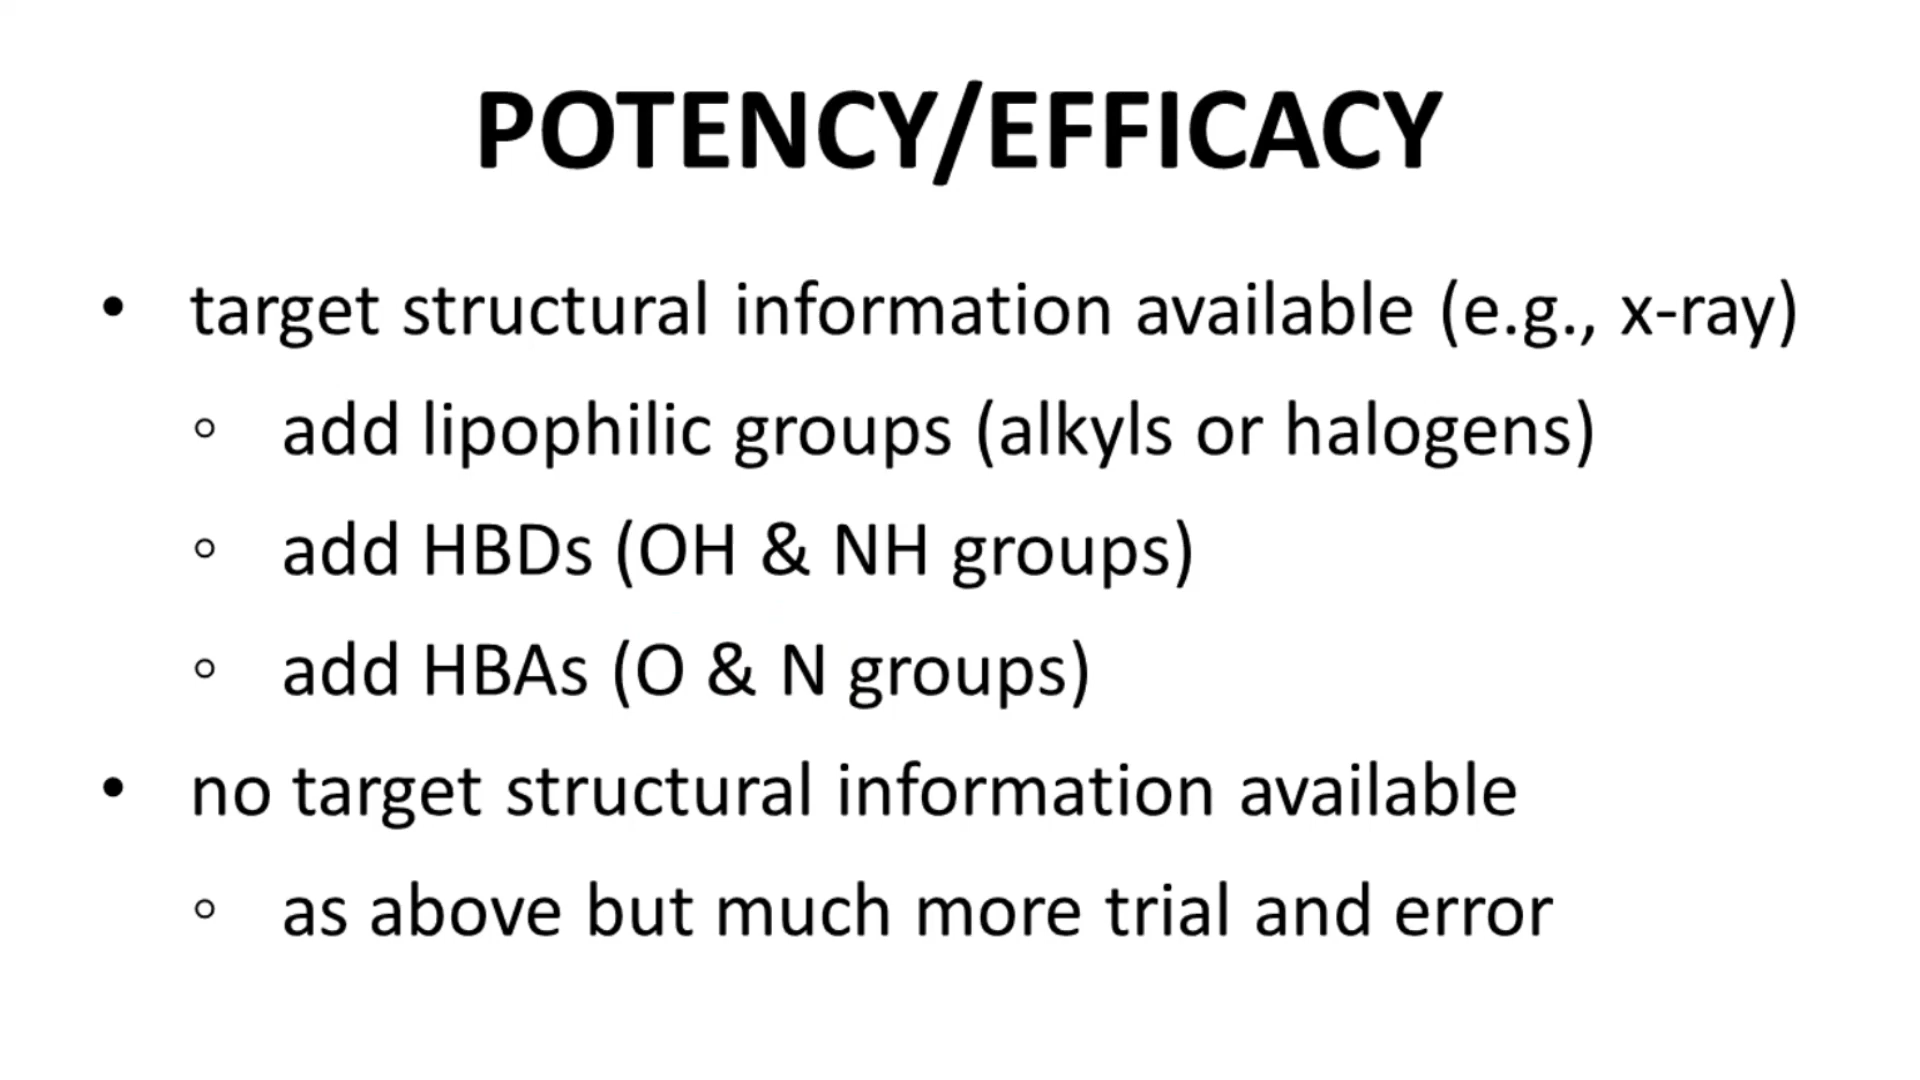 POTENCY/EFFICACY
• target structural information available (e.g., x-ray)
◦ add lipophilic groups (alkyls or halogens)
◦ add HBDs (OH & NH groups)
◦ add HBAs (O & N groups)
• no target structural information available
◦ as above but much more trial and error